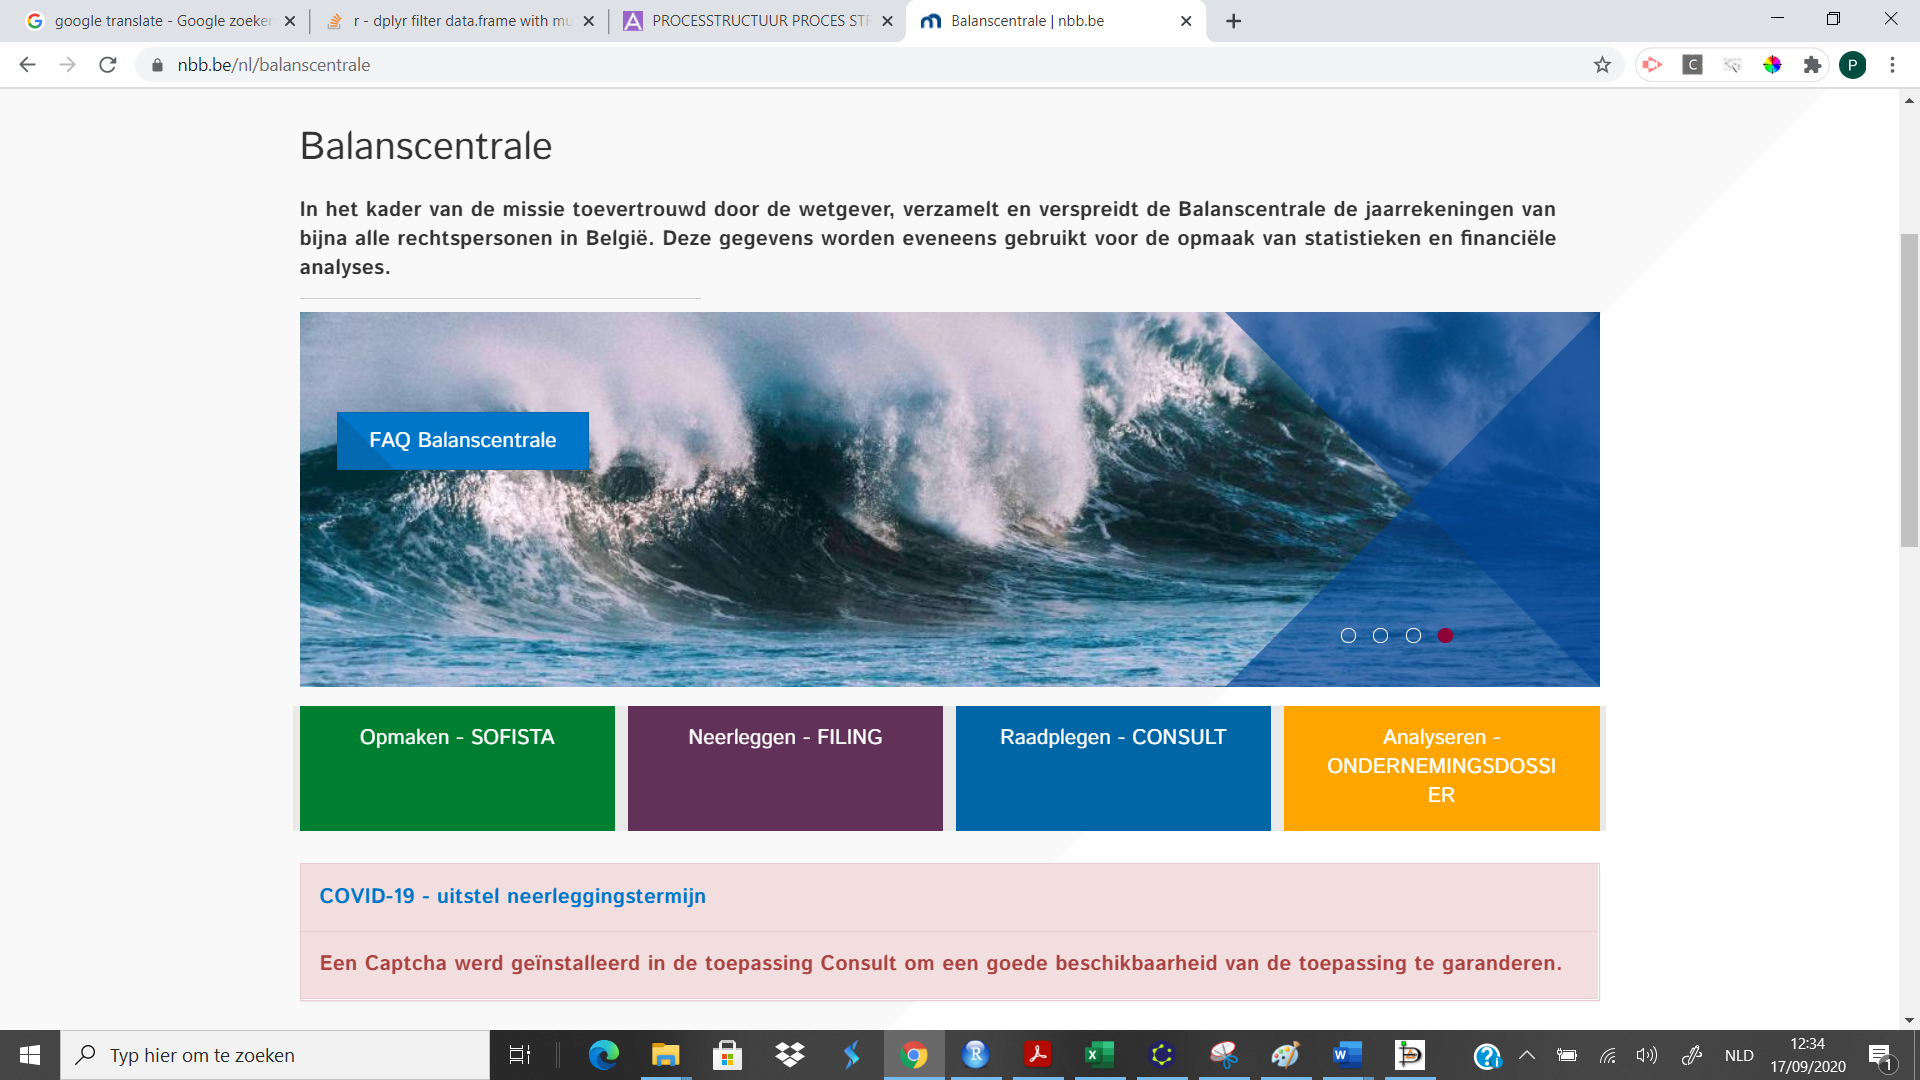 google translate - Google zoeken
r - dplyr filter data.frame with mu
PROCESSTRUCTUUR PROCES STR
Balanscentrale | nbb.be
nbb.be/nl/balanscentrale
C
P
Balanscentrale
In het kader van de missie toevertrouwd door de wetgever, verzamelt en verspreidt de Balanscentrale de jaarrekeningen van
bijna alle rechtspersonen in België. Deze gegevens worden eveneens gebruikt voor de opmaak van statistieken en financiële
analyses.
FAQ Balanscentrale
Opmaken - SOFISTA
Neerleggen - FILING
Raadplegen - CONSULT
Analyseren -
ONDERNEMINGSDOSSI
ER
COVID-19 - uitstel neerleggingstermijn
Een Captcha werd geïnstalleerd in de toepassing Consult om een goede beschikbaarheid van de toepassing te garanderen.
Typ hier om te zoeken
NLD
12:34
17/09/2020
1